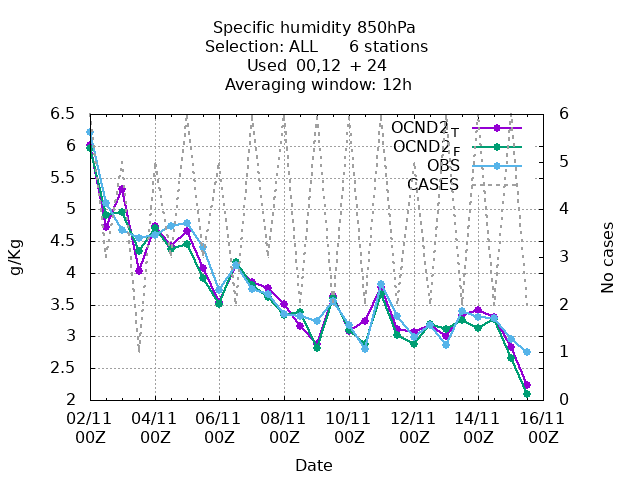 Specific humidity 850hPa
Selection: ALL 6 stations
Used 00,12 + 24
Averaging window: 12h
OCND2_T
OCND2_F
OBS
CASES
6.5
6
5.5
5
4.5
4
3.5
3
2.5
2
6
5
4
3
2
1
0
g/Kg
No cases
02/11 04/11 06/11 08/11 10/11 12/11 14/11 16/11
00Z 00Z 00Z 00Z 00Z 00Z 00Z 00Z
Date